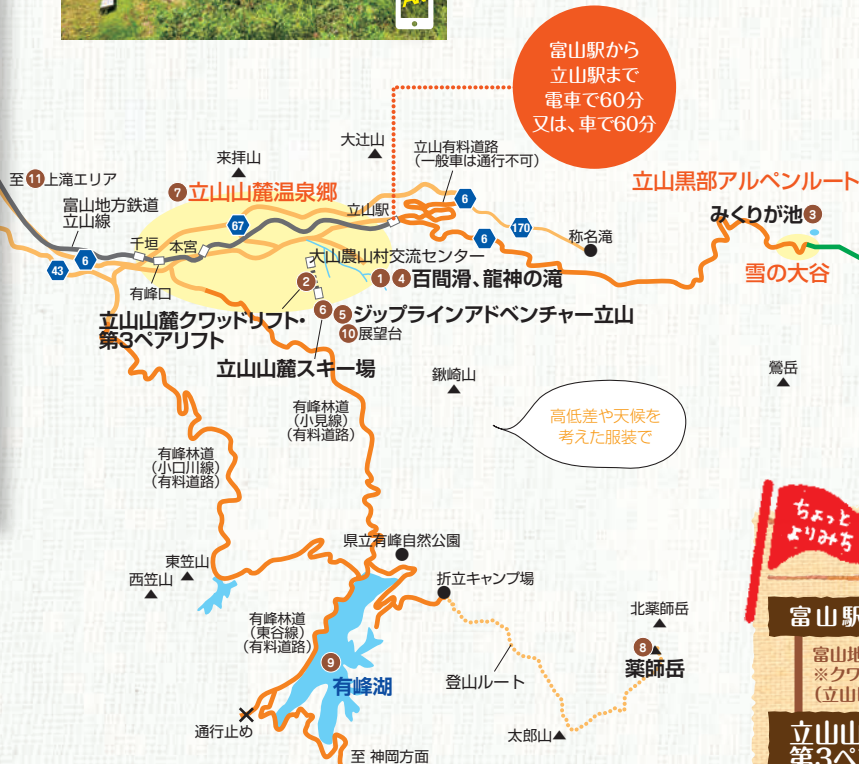 富山駅から
立山駅まで
電車で60分
又は、車で60分
大辻山
立山有料道路
(一般車は通行不可)
来拝山
至⑪上滝エリア
⑦立山山麓温泉郷
立山黒部アルペンルート
富山地方鉄道
立山線
立山駅
6
67
170
みくりが池③
6
称名滝
千垣
本宮
43
6
大山農山村交流センター
雪の大谷
有峰口
②
①④百間滑、龍神の滝
立山山麓クワッドリフト・
第3ペアリフト
⑥⑤ジップラインアドベンチャー立山
⑩展望台
立山山麓スキー場
鍬崎山
鶯岳
有峰林道
(小見線)
(有料道路)
高低差や天候を
考えた服装で
有峰林道
(小口川線)
(有料道路)
ちょっと
よりみち
県立有峰自然公園
東笠山
西笠山
折立キャンプ場
北薬師岳
富山駅
有峰林道
(東谷線)
(有料道路)
⑧
薬師岳
富山地
※クワ
(立山
⑨
有峰湖
登山ルート
通行止め
太郎山
立山山
第3ペ
至 神岡方面